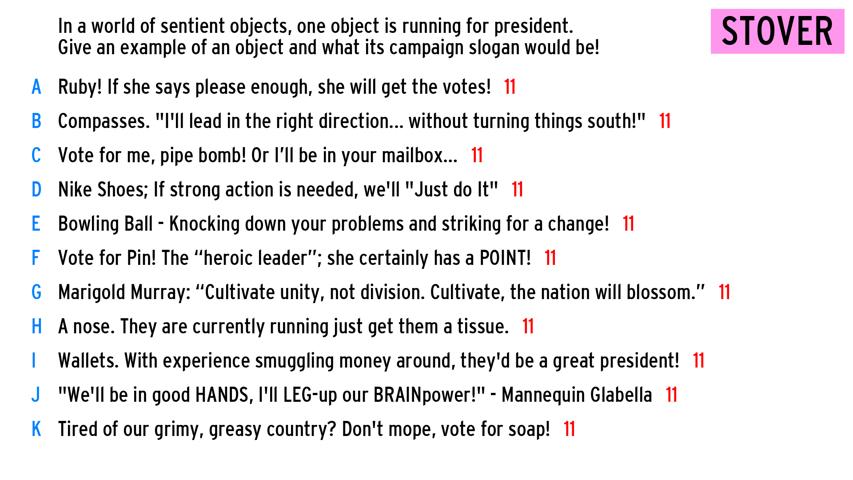 In a world of sentient objects, one object is running for president.
Give an example of an object and what its campaign slogan would be!
STOVER
A Ruby! If she says please enough, she will get the votes! 11
B Compasses. "I'll lead in the right direction... without turning things south!" 11
C Vote for me, pipe bomb! Or I’ll be in your mailbox... 11
D Nike Shoes; If strong action is needed, we'll "Just do It" 11
E Bowling Ball - Knocking down your problems and striking for a change! 11
F Vote for Pin! The “heroic leader”; she certainly has a POINT! 11
G Marigold Murray: “Cultivate unity, not division. Cultivate, the nation will blossom.” 11
H A nose. They are currently running just get them a tissue. 11
I Wallets. With experience smuggling money around, they'd be a great president! 11
J "We'll be in good HANDS, I'll LEG-up our BRAINpower!" - Mannequin Glabella 11
K Tired of our grimy, greasy country? Don't mope, vote for soap! 11